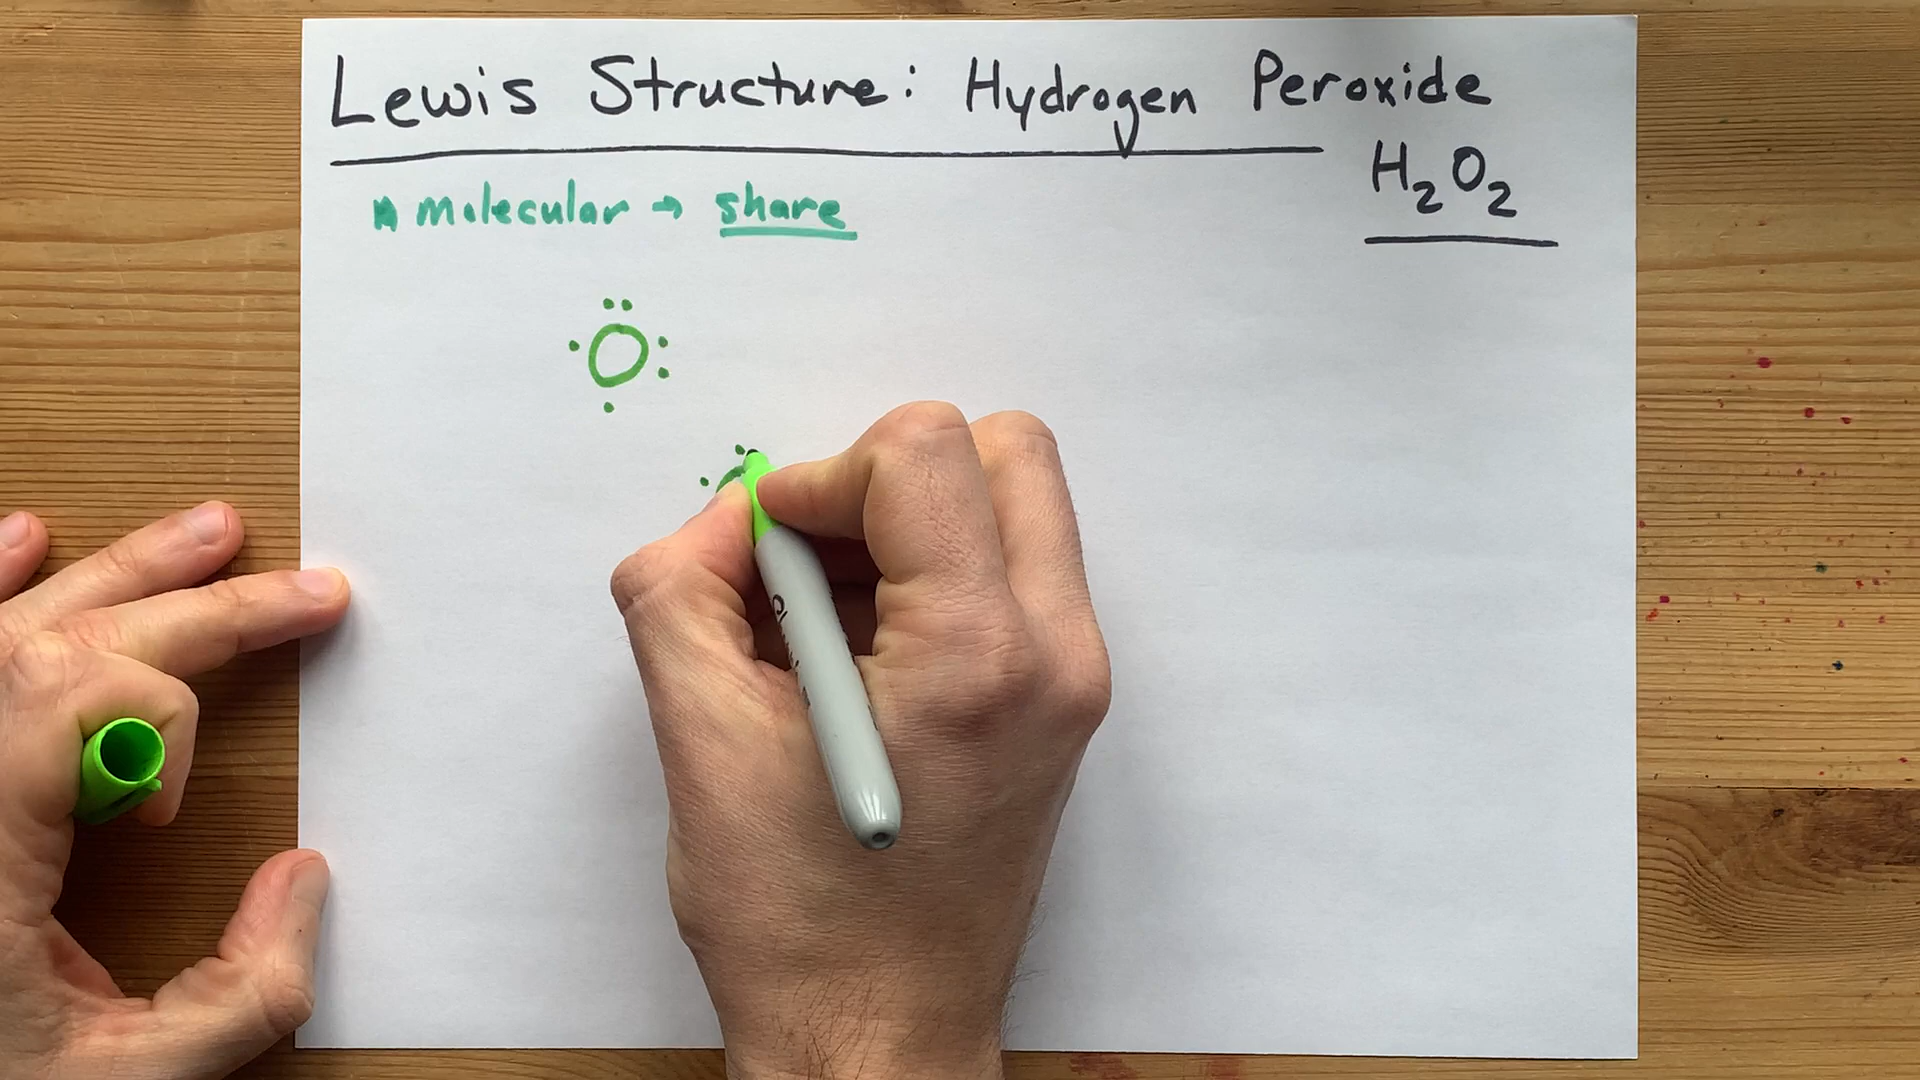 Lewis Structure: Hydrogen Peroxide
H2O2
molecular → share
O